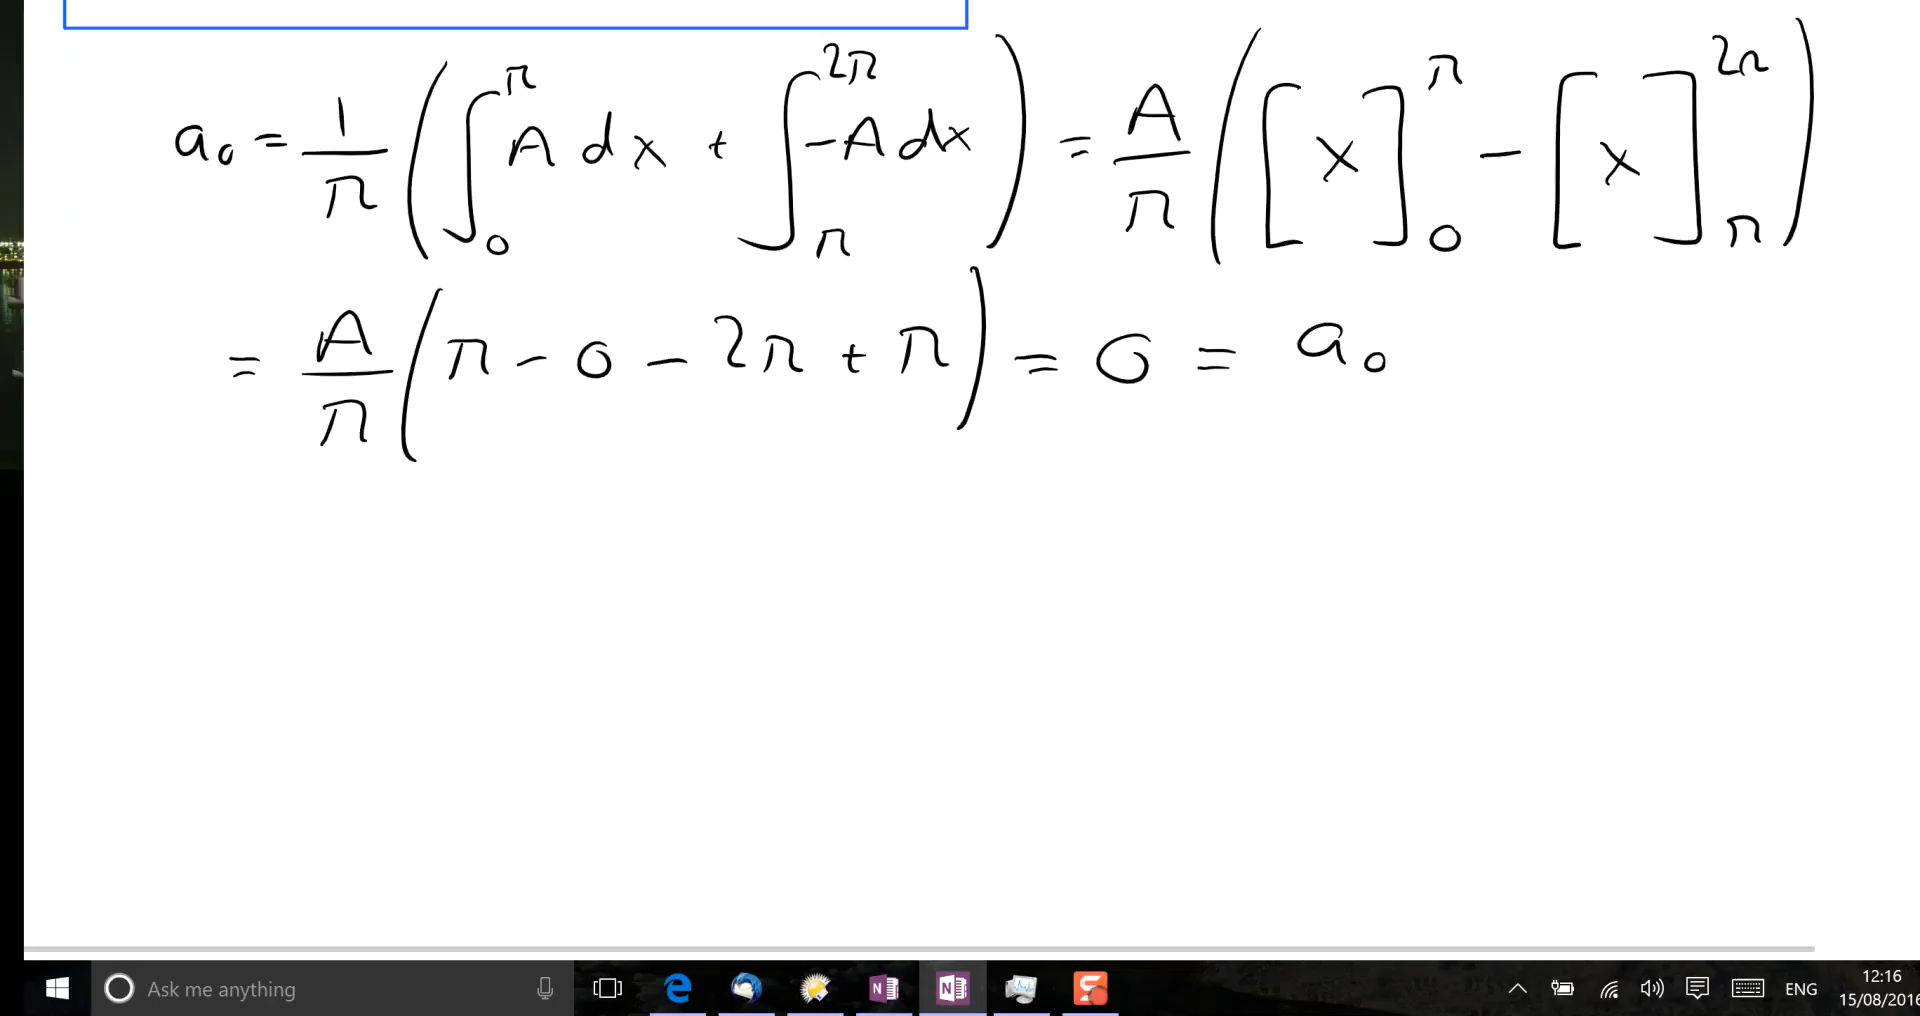 a₀ = 1/π ( ∫₀^π A dx + ∫_π^2π -A dx ) = A/π ( [x]₀^π - [x]_π^2π )
= A/π ( π - 0 - 2π + π ) = 0 = a₀
Ask me anything
ENG
12:16
15/08/2016